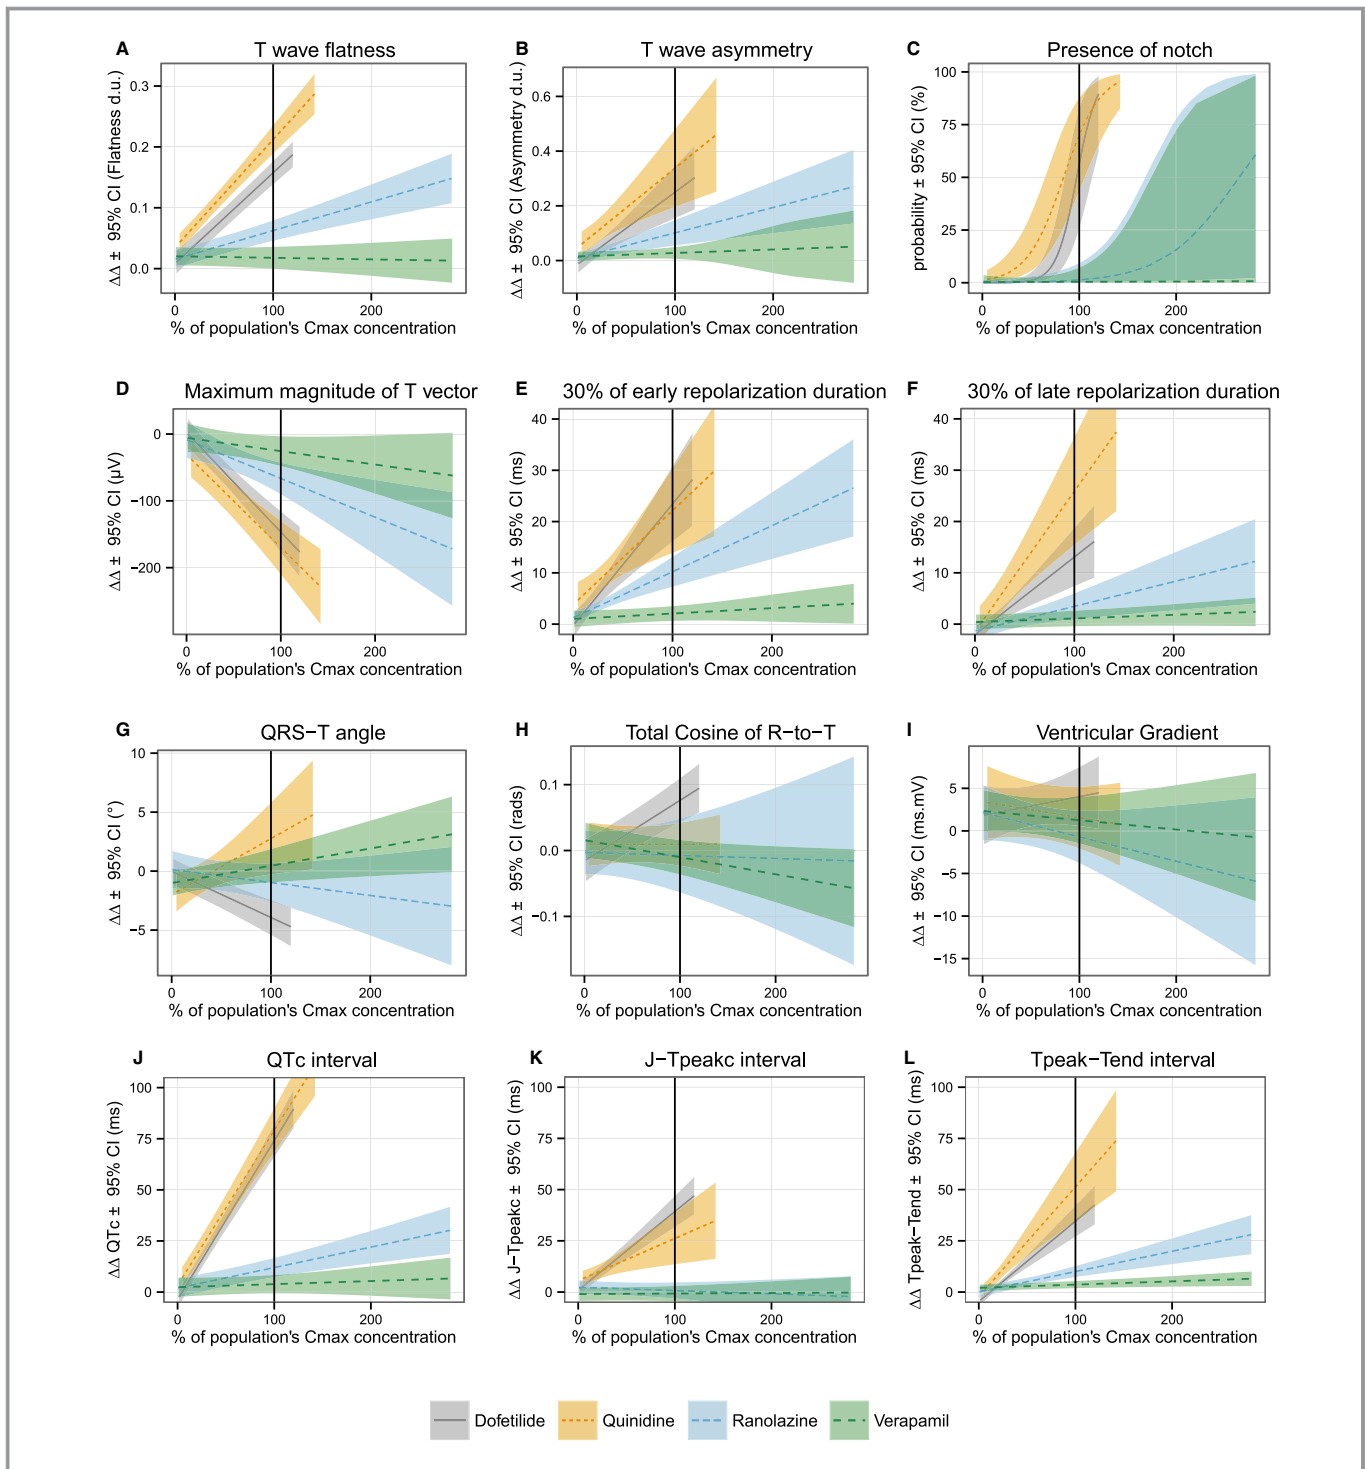 A T wave flatness
ΔΔ ± 95% CI (Flatness d.u.)
0.3
0.2
0.1
0.0
0 100 200
% of population's Cmax concentration
B T wave asymmetry
ΔΔ ± 95% CI (Asymmetry d.u.)
0.6
0.4
0.2
0.0
0 100 200
% of population's Cmax concentration
C Presence of notch
probability ± 95% CI (%)
100
75
50
25
0
0 100 200
% of population's Cmax concentration
D Maximum magnitude of T vector
ΔΔ ± 95% CI (µV)
0
−100
−200
0 100 200
% of population's Cmax concentration
E 30% of early repolarization duration
ΔΔ ± 95% CI (ms)
40
30
20
10
0
0 100 200
% of population's Cmax concentration
F 30% of late repolarization duration
ΔΔ ± 95% CI (ms)
40
30
20
10
0
0 100 200
% of population's Cmax concentration
G QRS−T angle
ΔΔ ± 95% CI (°)
10
5
0
−5
0 100 200
% of population's Cmax concentration
H Total Cosine of R−to−T
ΔΔ ± 95% CI (rads)
0.1
0.0
−0.1
0 100 200
% of population's Cmax concentration
I Ventricular Gradient
ΔΔ ± 95% CI (ms.mV)
5
0
−5
−10
−15
0 100 200
% of population's Cmax concentration
J QTc interval
ΔΔ QTc ± 95% CI (ms)
100
75
50
25
0
0 100 200
% of population's Cmax concentration
K J−Tpeakc interval
ΔΔ J−Tpeakc ± 95% CI (ms)
100
75
50
25
0
0 100 200
% of population's Cmax concentration
L Tpeak−Tend interval
ΔΔ Tpeak−Tend ± 95% CI (ms)
100
75
50
25
0
0 100 200
% of population's Cmax concentration
Dofetilide Quinidine Ranolazine Verapamil